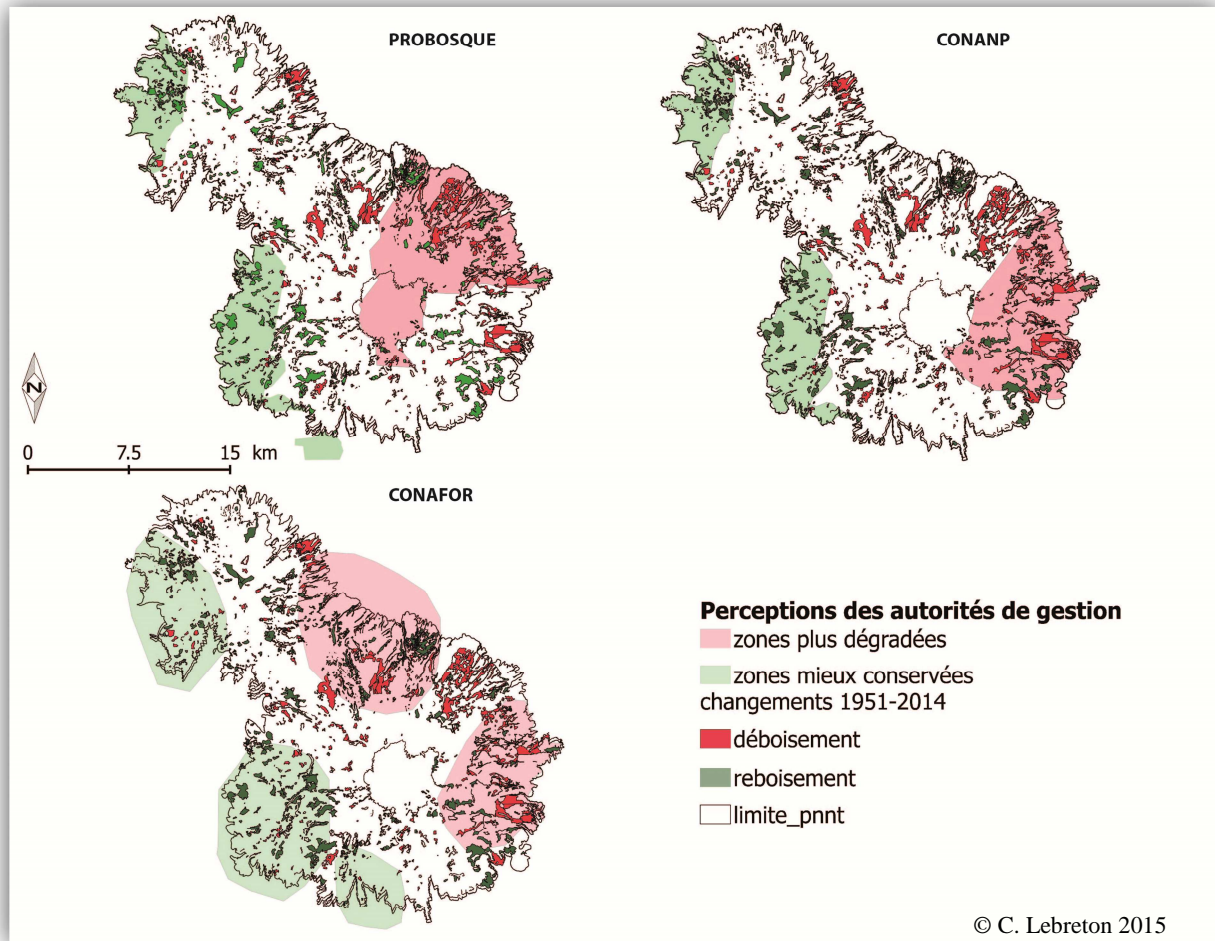 PROBOSQUE
CONANP
N
0 7.5 15 km
CONAFOR
Perceptions des autorités de gestion
zones plus dégradées
zones mieux conservées
changements 1951-2014
déboisement
reboisement
limite_pnnt
© C. Lebreton 2015